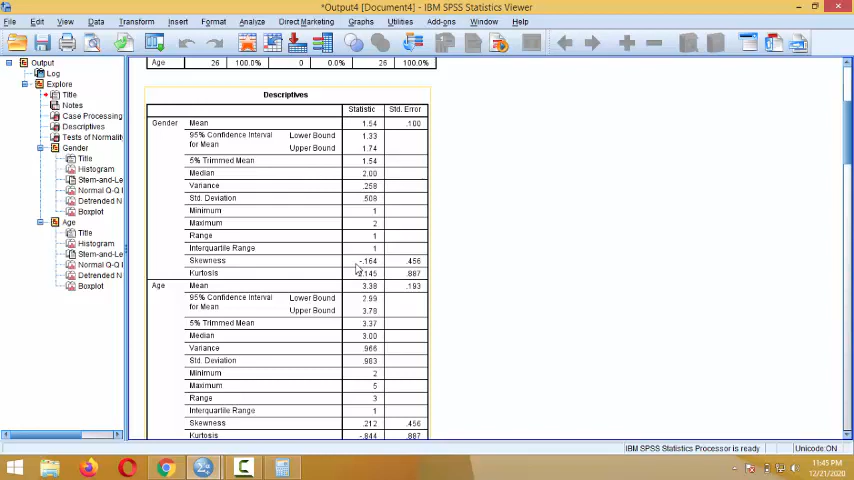 *Output4 [Document4] - IBM SPSS Statistics Viewer
File Edit View Data Transform Insert Format Analyze Direct Marketing Graphs Utilities Add-ons Window Help
Output
Log
Explore
Title
Notes
Case Processing
Descriptives
Tests of Normality
Gender
Title
Histogram
Stem-and-Le
Normal Q-Q
Detrended N
Boxplot
Age
Title
Histogram
Stem-and-Le
Normal Q-Q
Detrended N
Boxplot
Age 26 100.0% 0 0.0% 26 100.0%
Descriptives
Statistic Std. Error
Gender Mean 1.54 .100
95% Confidence Interval for Mean Lower Bound 1.33
Upper Bound 1.74
5% Trimmed Mean 1.54
Median 2.00
Variance .258
Std. Deviation .508
Minimum 1
Maximum 2
Range 1
Interquartile Range 1
Skewness -.164 .456
Kurtosis -2.145 .887
Age Mean 3.38 .193
95% Confidence Interval for Mean Lower Bound 2.99
Upper Bound 3.78
5% Trimmed Mean 3.37
Median 3.00
Variance .966
Std. Deviation .983
Minimum 2
Maximum 5
Range 3
Interquartile Range 1
Skewness .212 .456
Kurtosis -.844 .887
IBM SPSS Statistics Processor is ready Unicode:ON
11:45 PM
12/21/2020